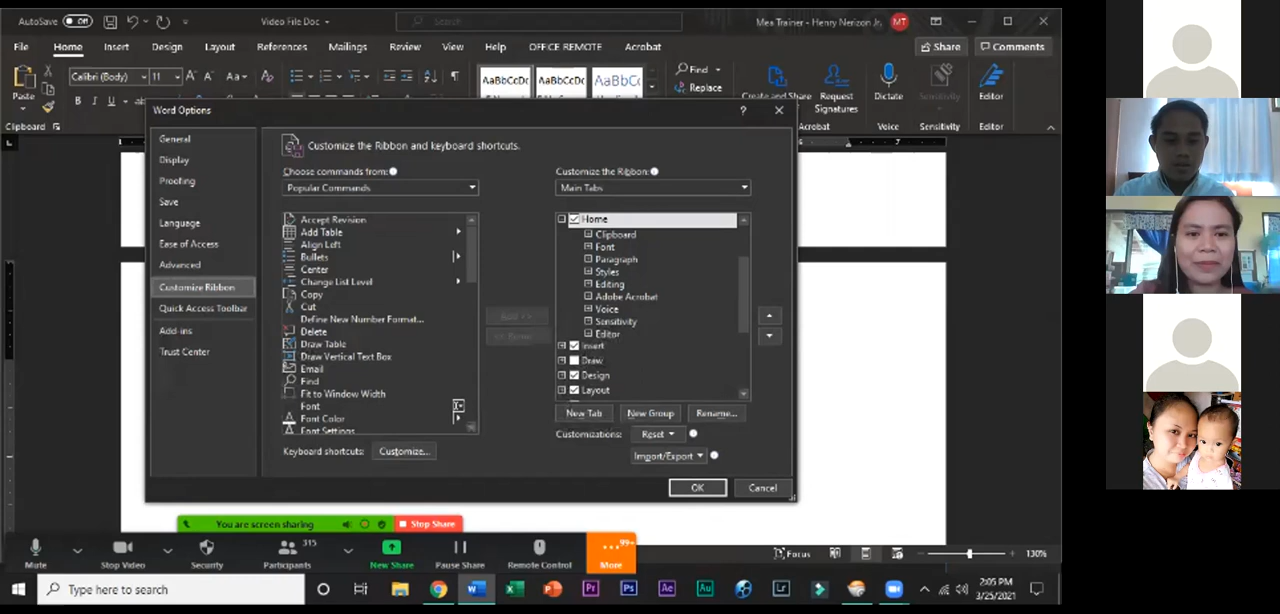 AutoSave Off Video File Doc Search Mea Trainer - Henry Nerizon Jr. MT
File Home Insert Design Layout References Mailings Review View Help OFFICE REMOTE Acrobat Share Comments
Calibri (Body) 11 Aa AaBbCcDc AaBbCcDc AaBbCc Find
Paste B I U ab Replace Create and Share Request Signatures Dictate Sensitivity Editor
Clipboard Acrobat Voice Sensitivity Editor
Word Options
General
Display
Proofing
Save
Language
Ease of Access
Advanced
Customize Ribbon
Quick Access Toolbar
Add-ins
Trust Center
Customize the Ribbon and keyboard shortcuts.
Choose commands from:
Popular Commands
Accept Revision
Add Table
Align Left
Bullets
Center
Change List Level
Copy
Cut
Define New Number Format...
Delete
Draw Table
Draw Vertical Text Box
Email
Find
Fit to Window Width
Font
Font Color
Font Settings
Keyboard shortcuts: Customize...
Customize the Ribbon:
Main Tabs
Home
Clipboard
Font
Paragraph
Styles
Editing
Adobe Acrobat
Voice
Sensitivity
Editor
Insert
Draw
Design
Layout
New Tab New Group Rename...
Customizations: Reset
Import/Export
OK Cancel
You are screen sharing Stop Share
315 99+
Mute Stop Video Security Participants New Share Pause Share Remote Control More
Focus 130%
Type here to search
2:05 PM
3/25/2021